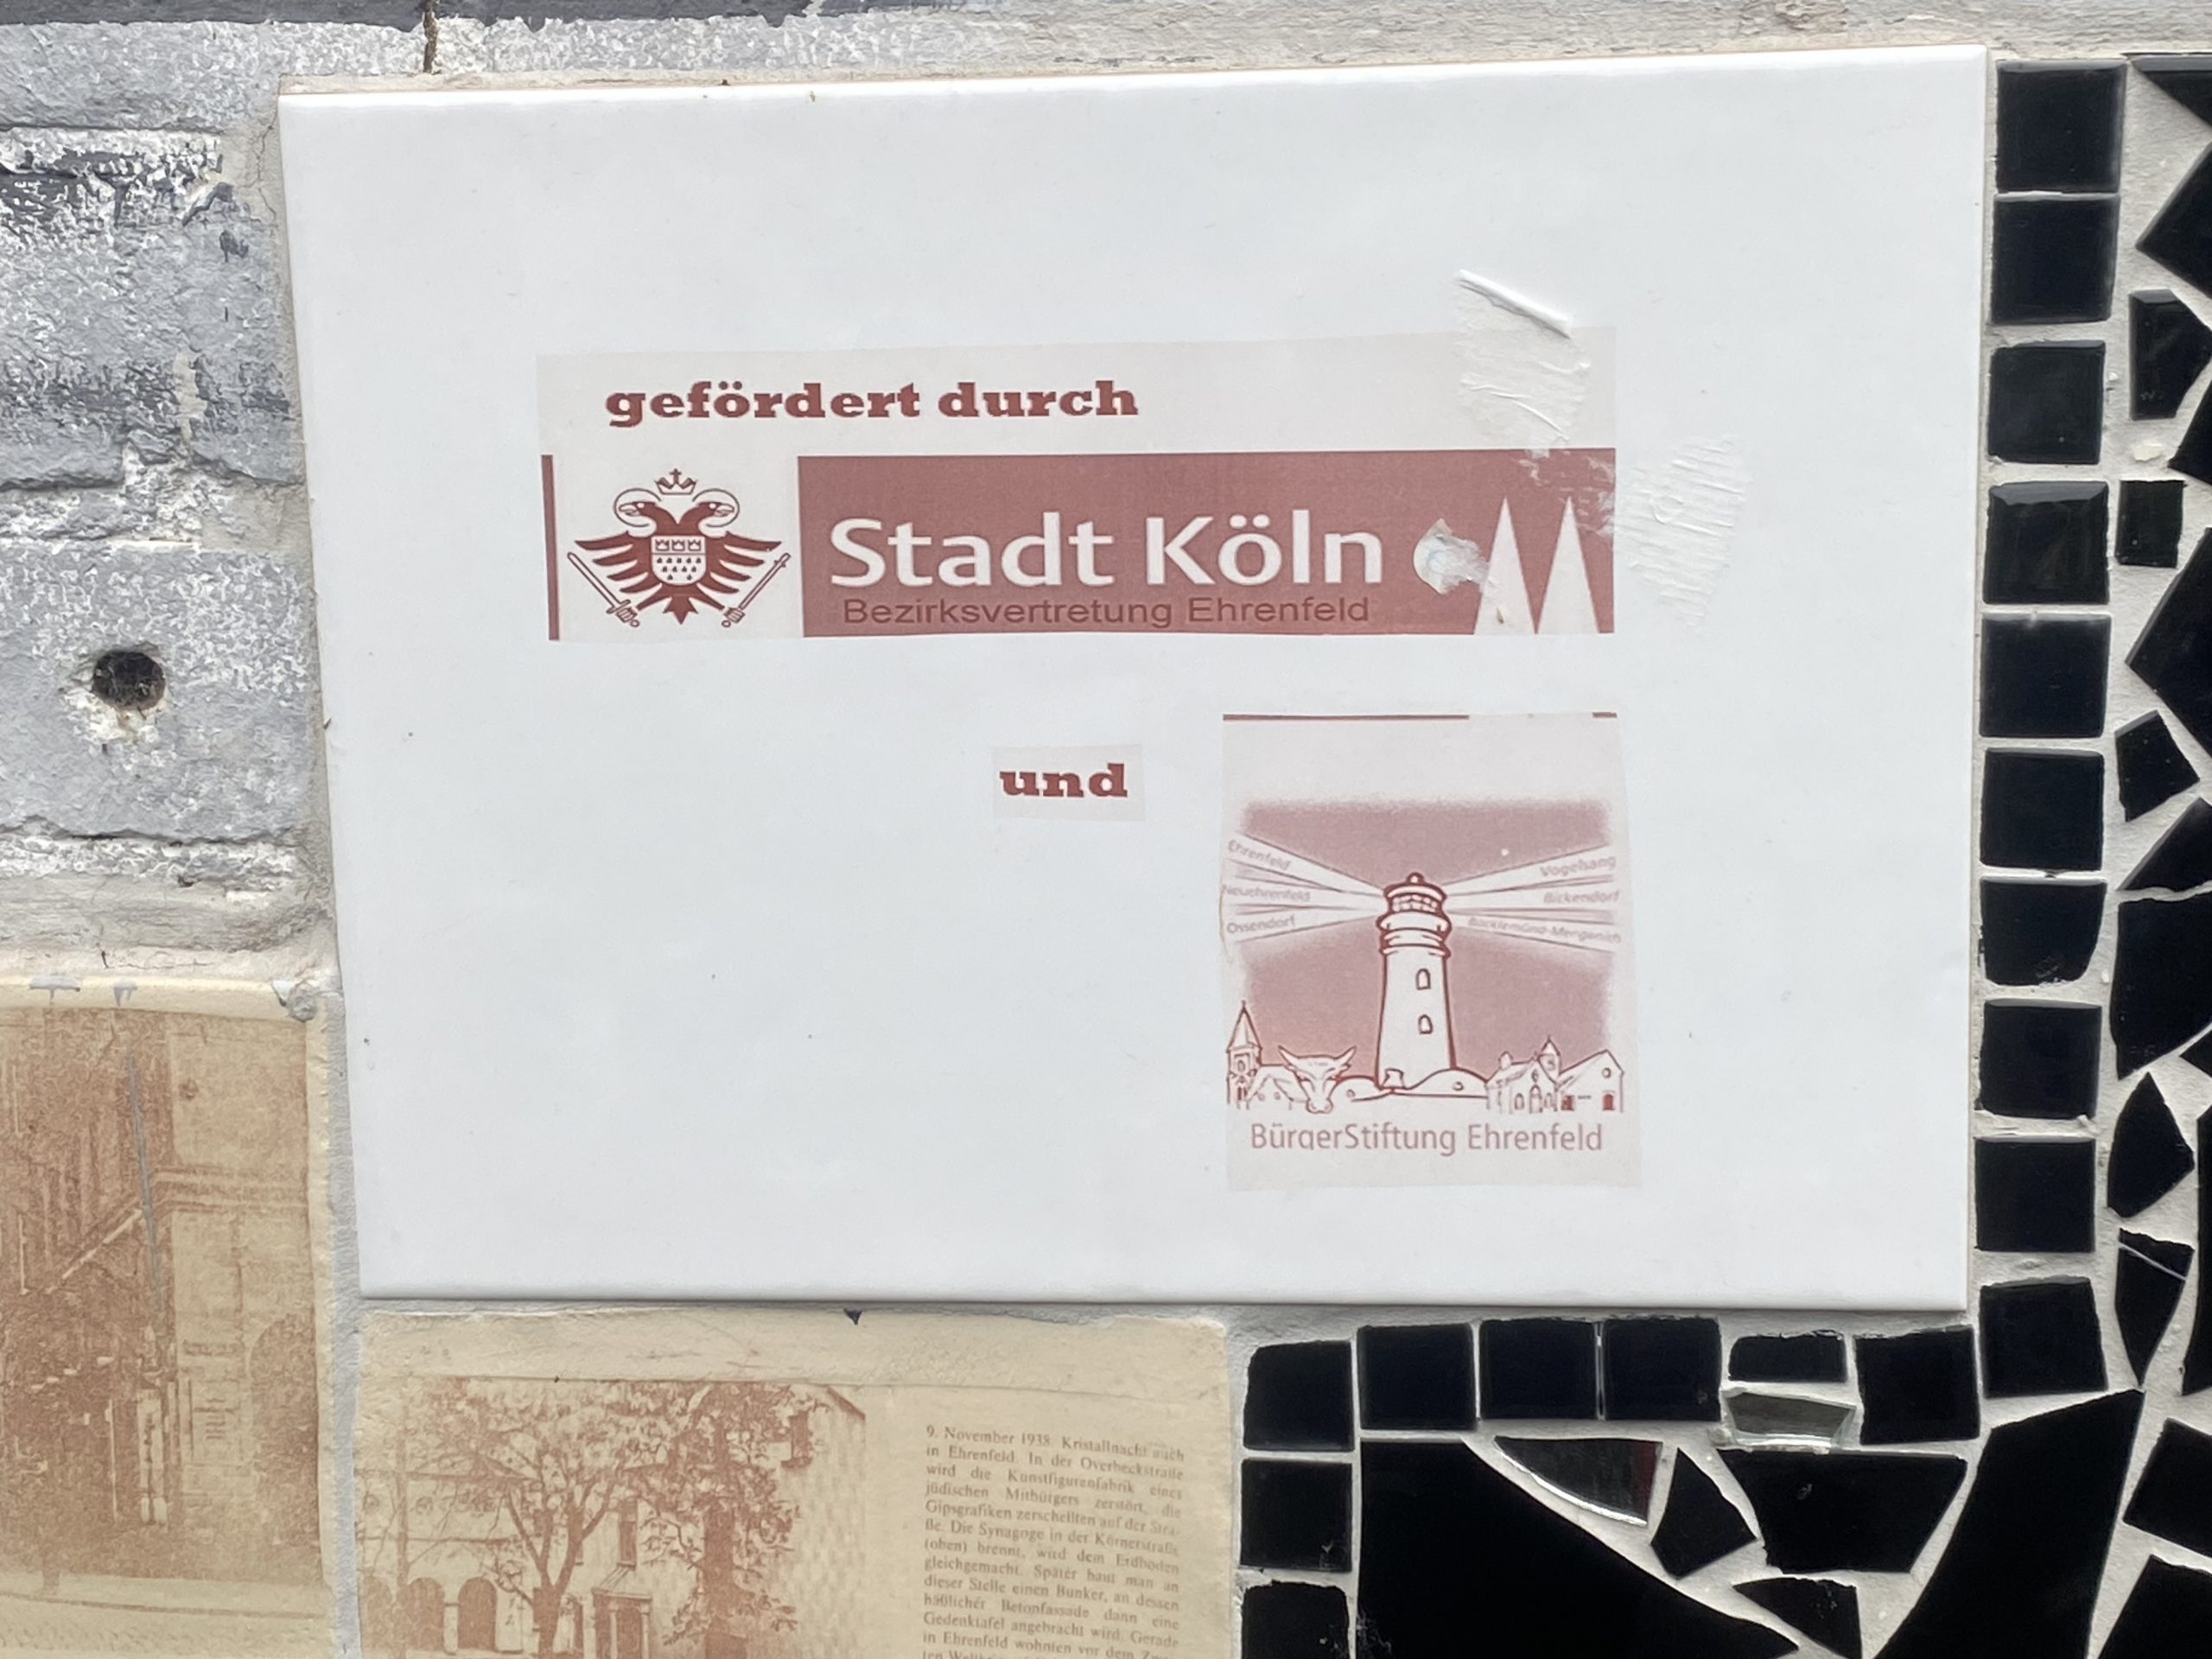 gefördert durch
Stadt Köln
Bezirksvertretung Ehrenfeld
und
Ehrenfeld
Neuehrenfeld
Ossendorf
Vogelsang
Bickendorf
Bocklemünd-Mengenich
BürgerStiftung Ehrenfeld
9. November 1938. Kristallnacht auch
in Ehrenfeld. In der Overbeckstraße
wird die Kunstfigurenfabrik eines
jüdischen Mitbürgers zerstört, die
Gipsgrafiken zerschellten auf der Stra-
ße. Die Synagoge in der Körnerstraße
(oben) brennt, wird dem Erdboden
gleichgemacht. Später baut man an
dieser Stelle einen Bunker, an dessen
häßlicher Betonfassade dann eine
Gedenktafel angebracht wird. Gerade
in Ehrenfeld wohnten vor dem